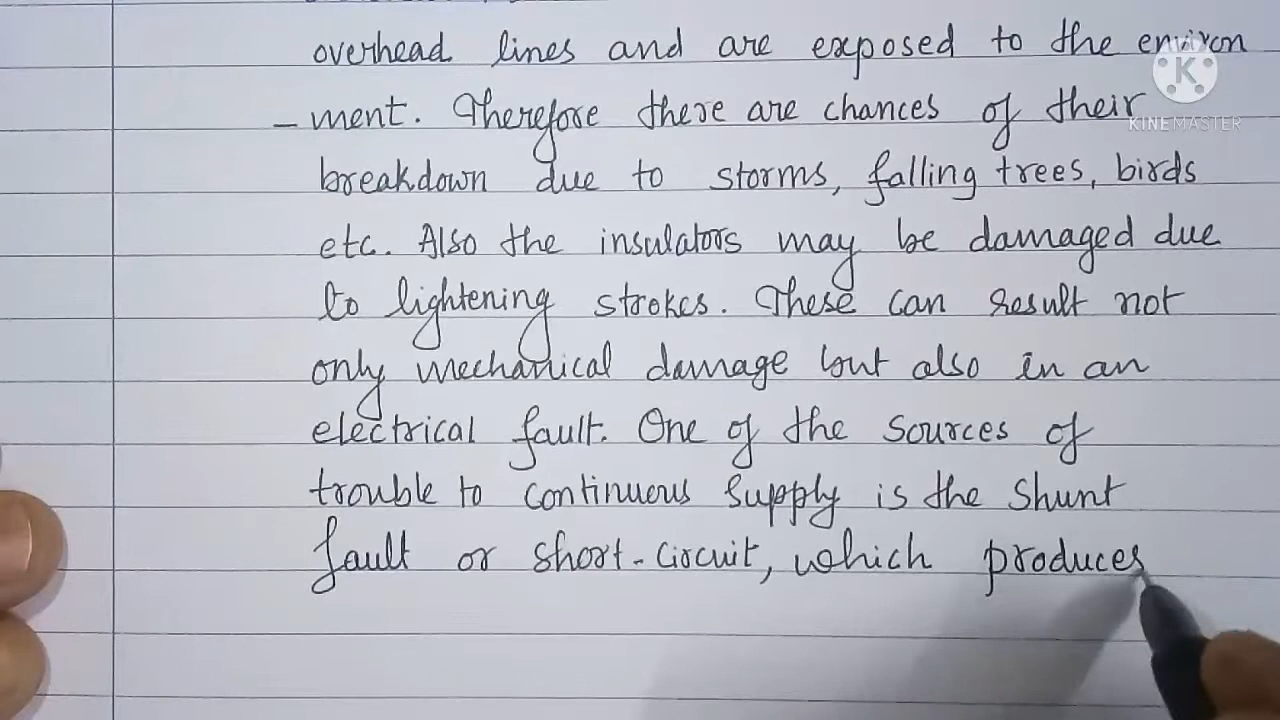 overhead lines and are exposed to the environ
- ment. Therefore there are chances of their
KINEMASTER
breakdown due to storms, falling trees, birds
etc. Also the insulators may be damaged due
to lightening strokes. These can result not
only mechanical damage but also in an
electrical fault. One of the sources of
trouble to continuous supply is the shunt
fault or short-circuit, which produces